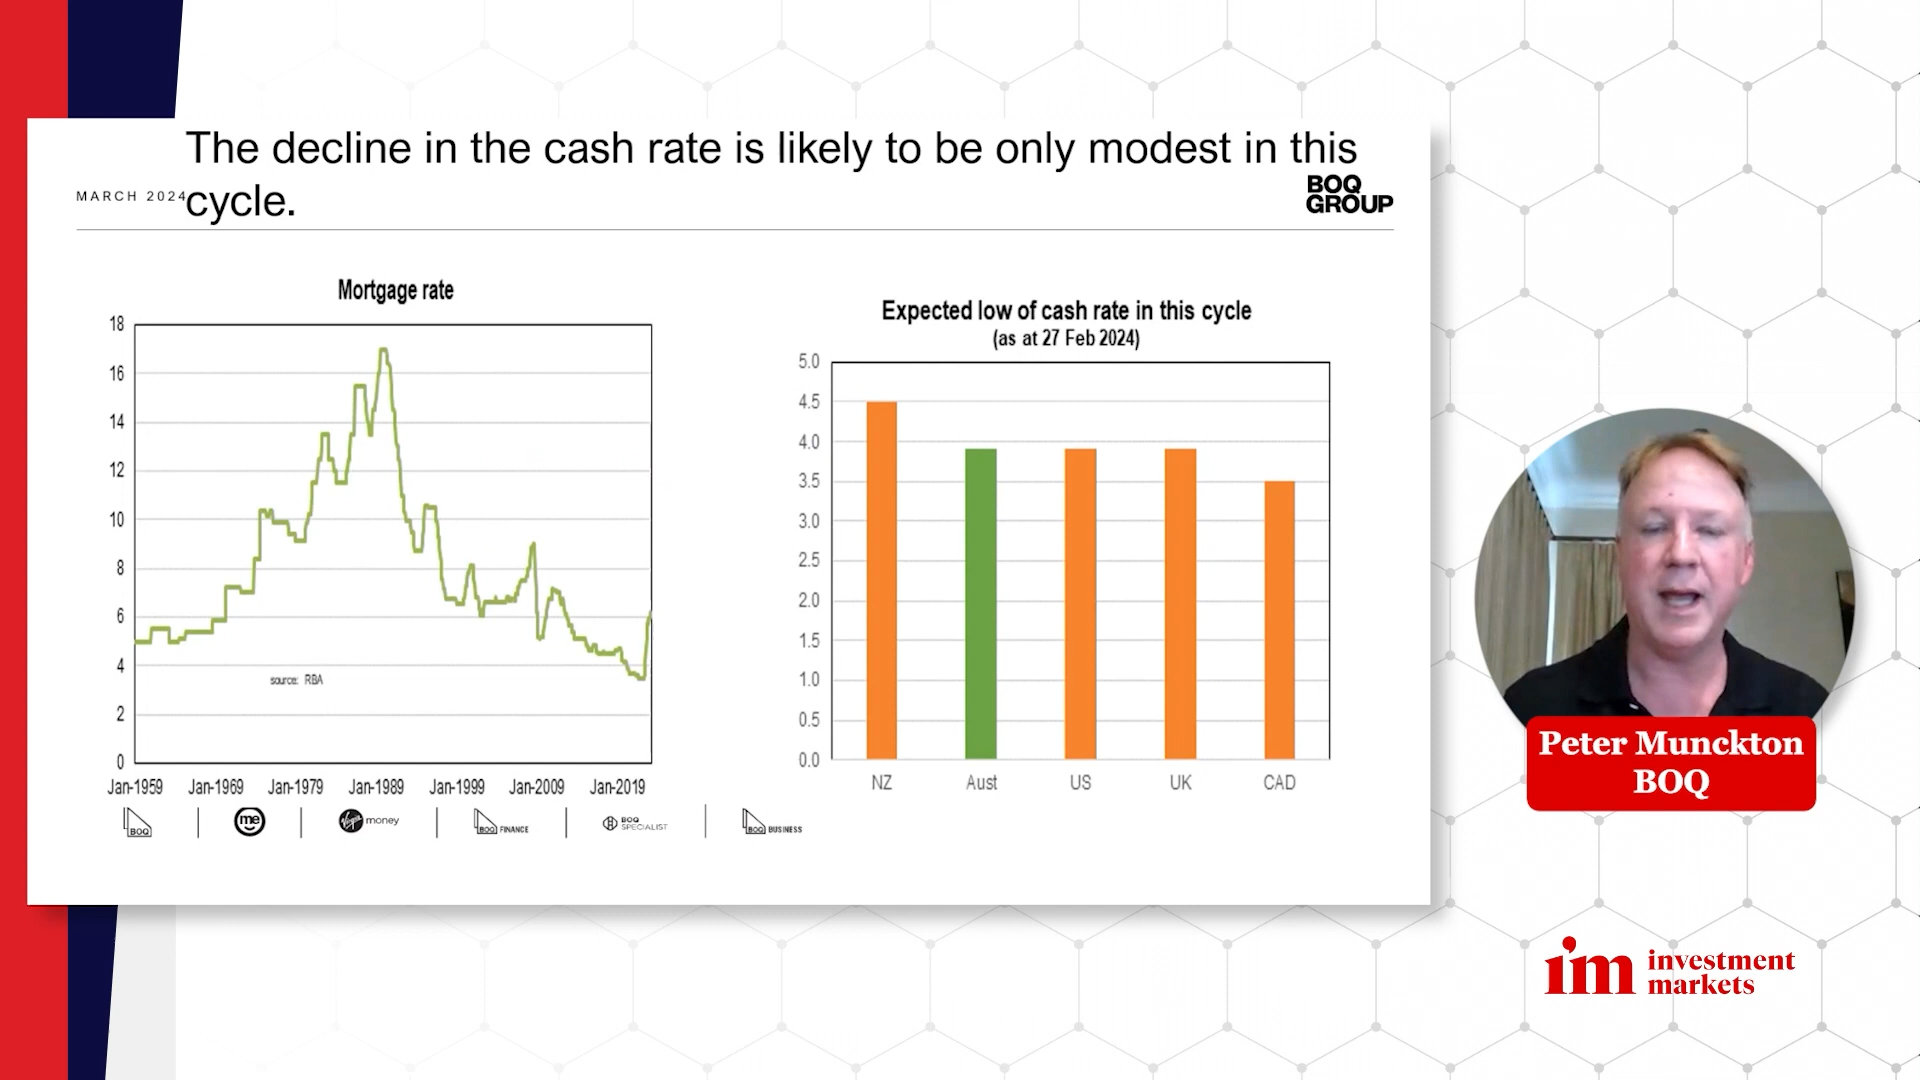 The decline in the cash rate is likely to be only modest in this
MARCH 2024
cycle.
BOQ
GROUP
Mortgage rate
18
16
14
12
10
8
6
4
2
0
source: RBA
Jan-1959 Jan-1969 Jan-1979 Jan-1989 Jan-1999 Jan-2009 Jan-2019
Expected low of cash rate in this cycle
(as at 27 Feb 2024)
5.0
4.5
4.0
3.5
3.0
2.5
2.0
1.5
1.0
0.5
0.0
NZ Aust US UK CAD
BOQ
me
Virgin money
BOQ FINANCE
BOQ
SPECIALIST
BOQ BUSINESS
Peter Munckton
BOQ
im investment
markets